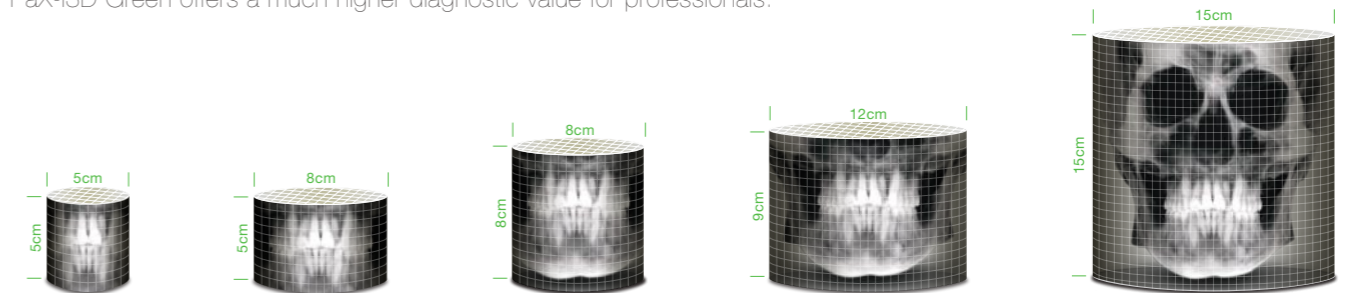 PaX-i3D Green offers a much higher diagnostic value for professionals.
15cm
15cm
12cm
9cm
8cm
8cm
5cm
5cm
8cm
5cm